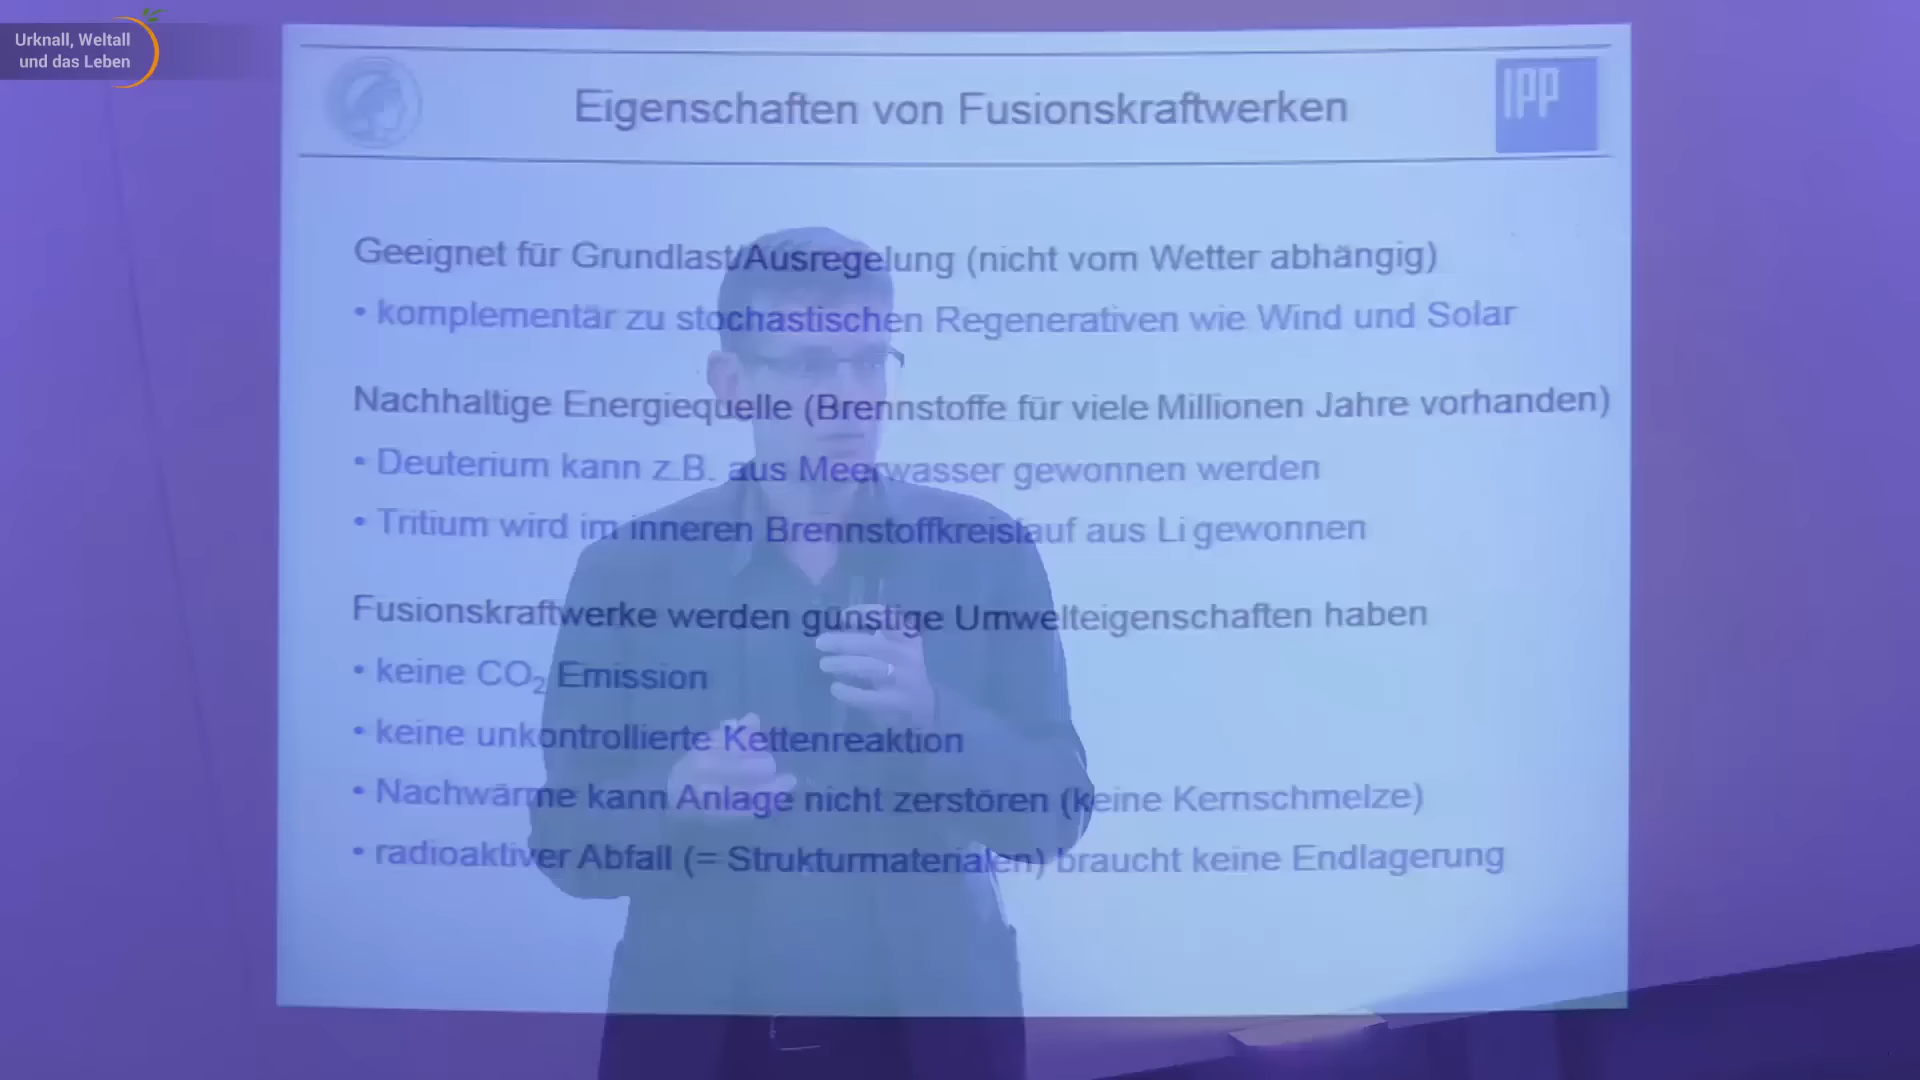 Urknall, Weltall
und das Leben
Eigenschaften von Fusionskraftwerken
IPP
Geeignet für Grundlast/Ausregelung (nicht vom Wetter abhängig)
• komplementär zu stochastischen Regenerativen wie Wind und Solar
Nachhaltige Energiequelle (Brennstoffe für viele Millionen Jahre vorhanden)
• Deuterium kann z.B. aus Meerwasser gewonnen werden
• Tritium wird im inneren Brennstoffkreislauf aus Li gewonnen
Fusionskraftwerke werden günstige Umwelteigenschaften haben
• keine CO₂ Emission
• keine unkontrollierte Kettenreaktion
• Nachwärme kann Anlage nicht zerstören (keine Kernschmelze)
• radioaktiver Abfall (= Strukturmaterialen) braucht keine Endlagerung